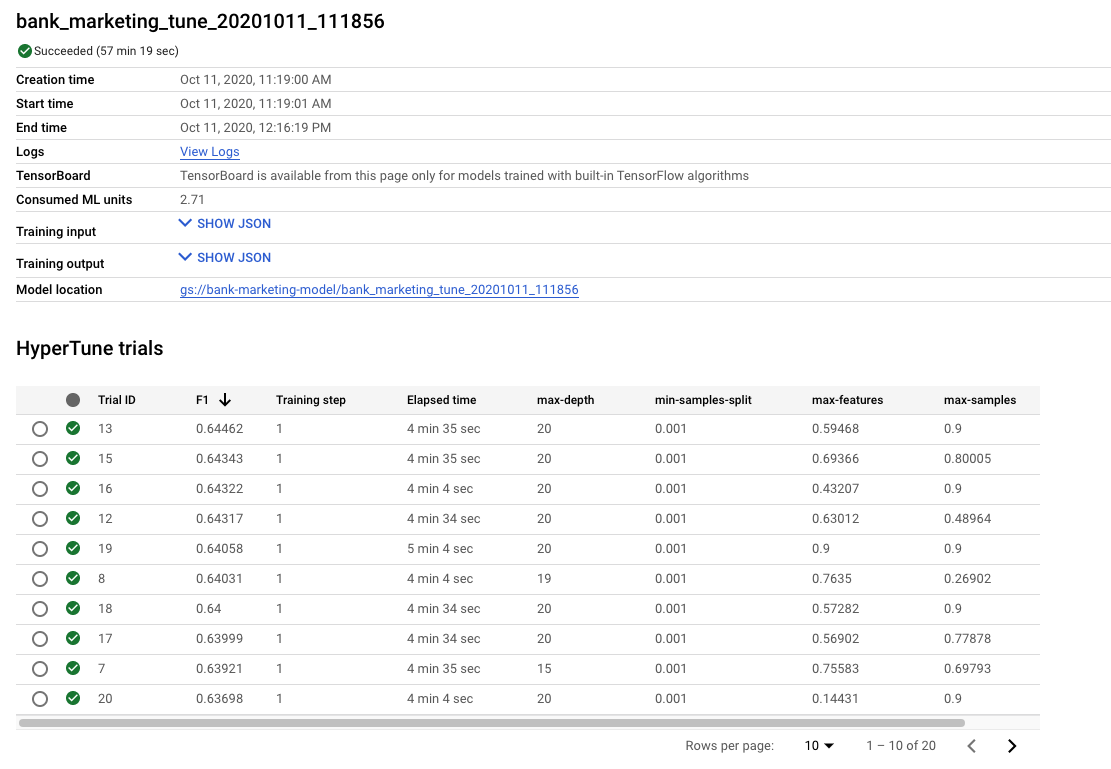 bank_marketing_tune_20201011_111856
Succeeded (57 min 19 sec)
Creation time Oct 11, 2020, 11:19:00 AM
Start time Oct 11, 2020, 11:19:01 AM
End time Oct 11, 2020, 12:16:19 PM
Logs View Logs
TensorBoard TensorBoard is available from this page only for models trained with built-in TensorFlow algorithms
Consumed ML units 2.71
Training input SHOW JSON
Training output SHOW JSON
Model location gs://bank-marketing-model/bank_marketing_tune_20201011_111856
HyperTune trials
Trial ID F1 Training step Elapsed time max-depth min-samples-split max-features max-samples
13 0.64462 1 4 min 35 sec 20 0.001 0.59468 0.9
15 0.64343 1 4 min 35 sec 20 0.001 0.69366 0.80005
16 0.64322 1 4 min 4 sec 20 0.001 0.43207 0.9
12 0.64317 1 4 min 34 sec 20 0.001 0.63012 0.48964
19 0.64058 1 5 min 4 sec 20 0.001 0.9 0.9
8 0.64031 1 4 min 4 sec 19 0.001 0.7635 0.26902
18 0.64 1 4 min 34 sec 20 0.001 0.57282 0.9
17 0.63999 1 4 min 34 sec 20 0.001 0.56902 0.77878
7 0.63921 1 4 min 35 sec 15 0.001 0.75583 0.69793
20 0.63698 1 4 min 4 sec 20 0.001 0.14431 0.9
Rows per page: 10 1 – 10 of 20